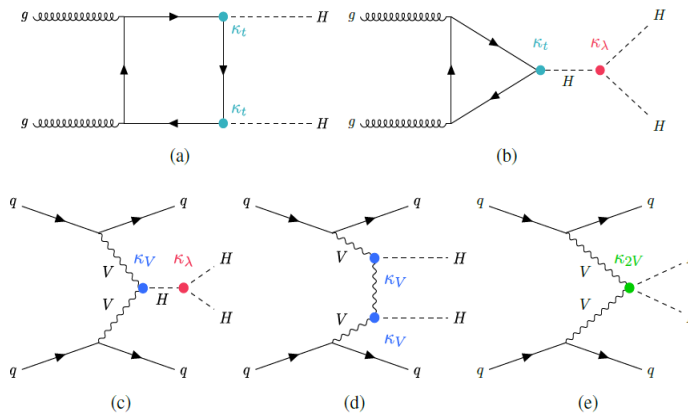 g H
κt
g κt H
(a)
g κt κλ H
H
g H
(b)
q q
V κV κλ H
V H H
q q
(c)
q q
V H
κV
V κV H
q q
(d)
q q
V κ2V
V
q q
(e)